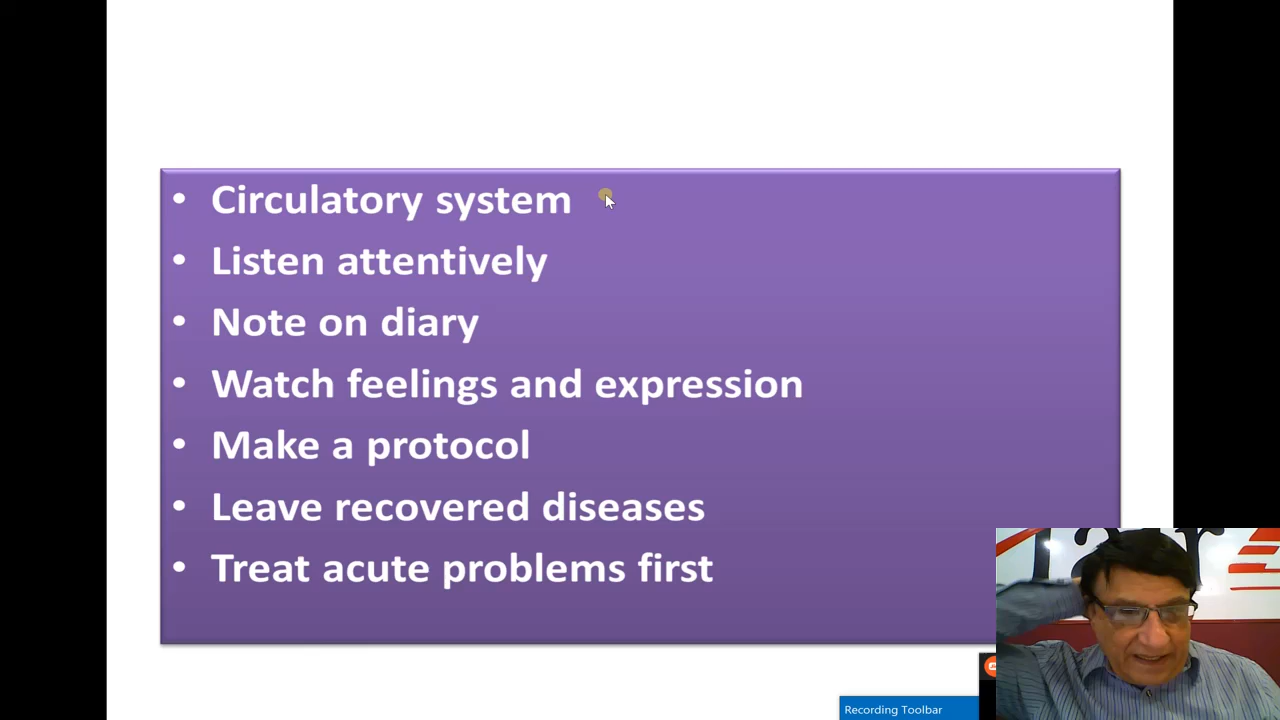 • Circulatory system
• Listen attentively
• Note on diary
• Watch feelings and expression
• Make a protocol
• Leave recovered diseases
• Treat acute problems first
Recording Toolbar